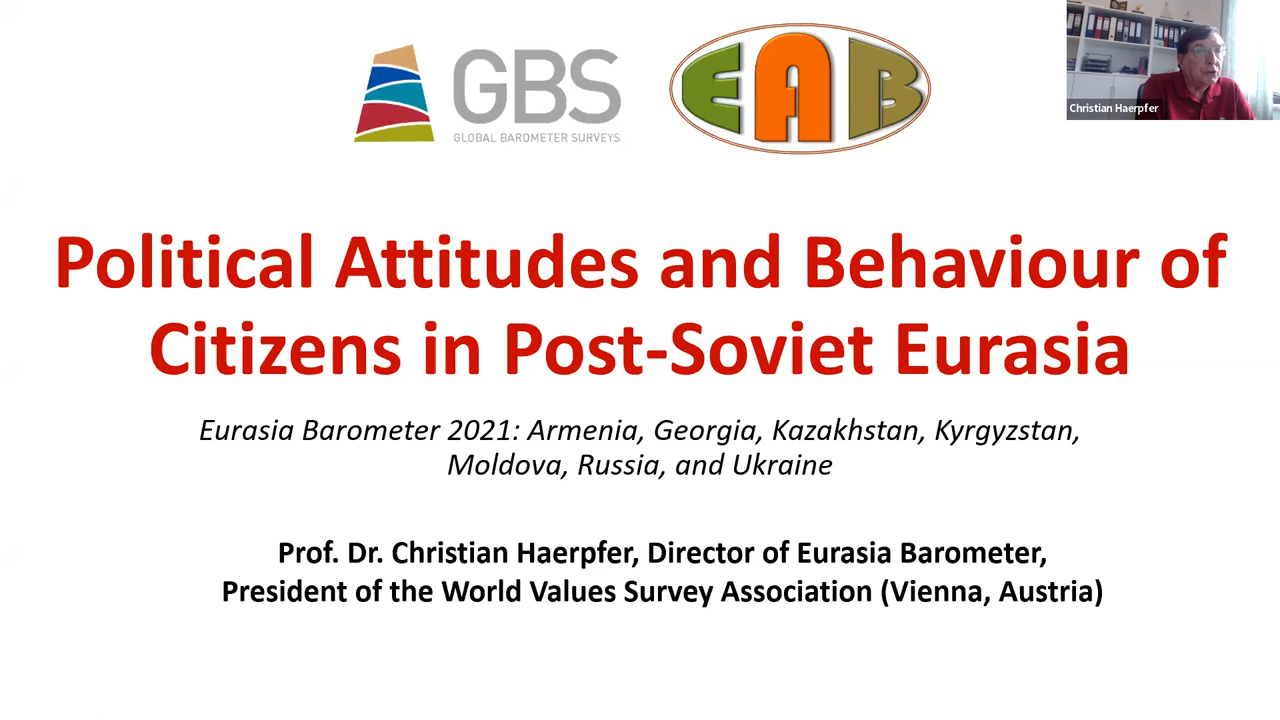 GBS
GLOBAL BAROMETER SURVEYS
EAB
Christian Haerpfer
Political Attitudes and Behaviour of
Citizens in Post-Soviet Eurasia
Eurasia Barometer 2021: Armenia, Georgia, Kazakhstan, Kyrgyzstan,
Moldova, Russia, and Ukraine
Prof. Dr. Christian Haerpfer, Director of Eurasia Barometer,
President of the World Values Survey Association (Vienna, Austria)